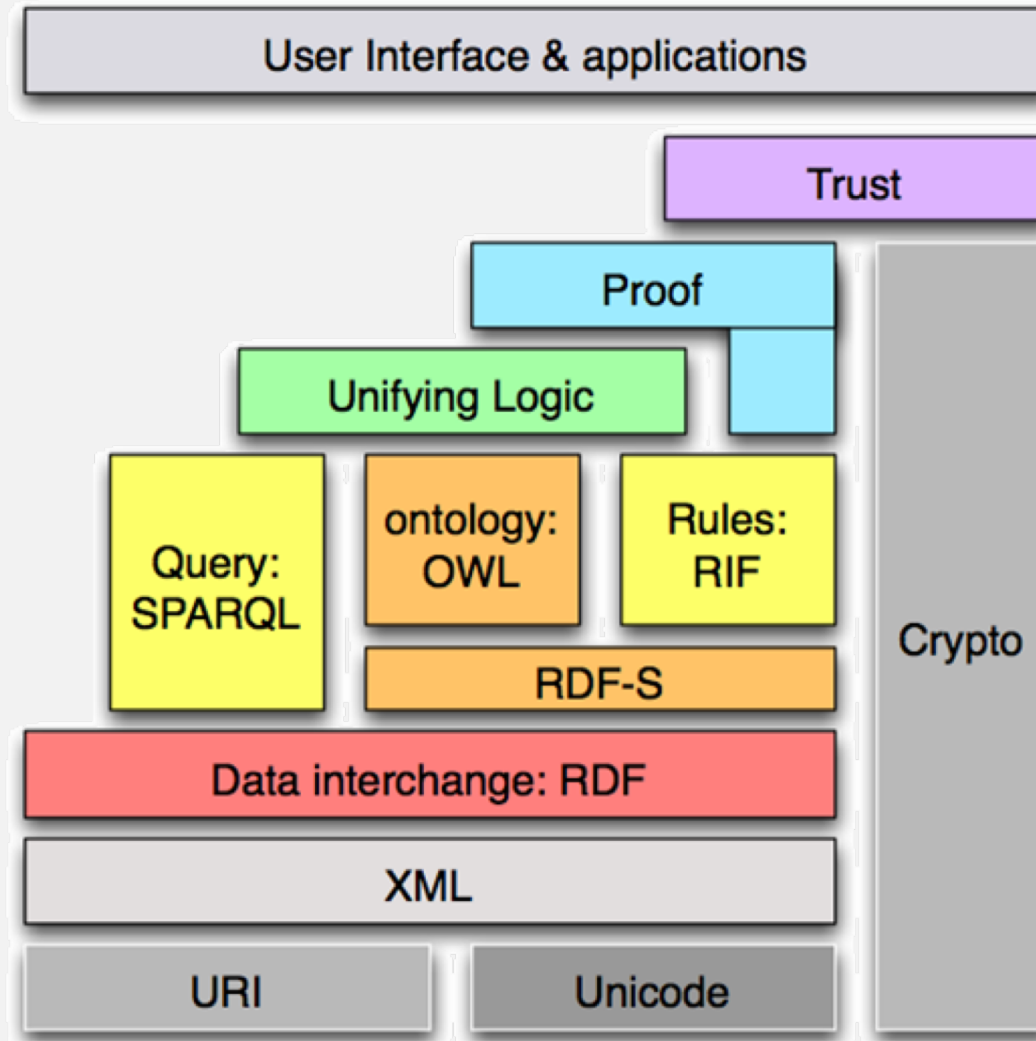 User Interface & applications
Trust
Proof
Unifying Logic
Query:
SPARQL
ontology:
OWL
Rules:
RIF
Crypto
RDF-S
Data interchange: RDF
XML
URI
Unicode